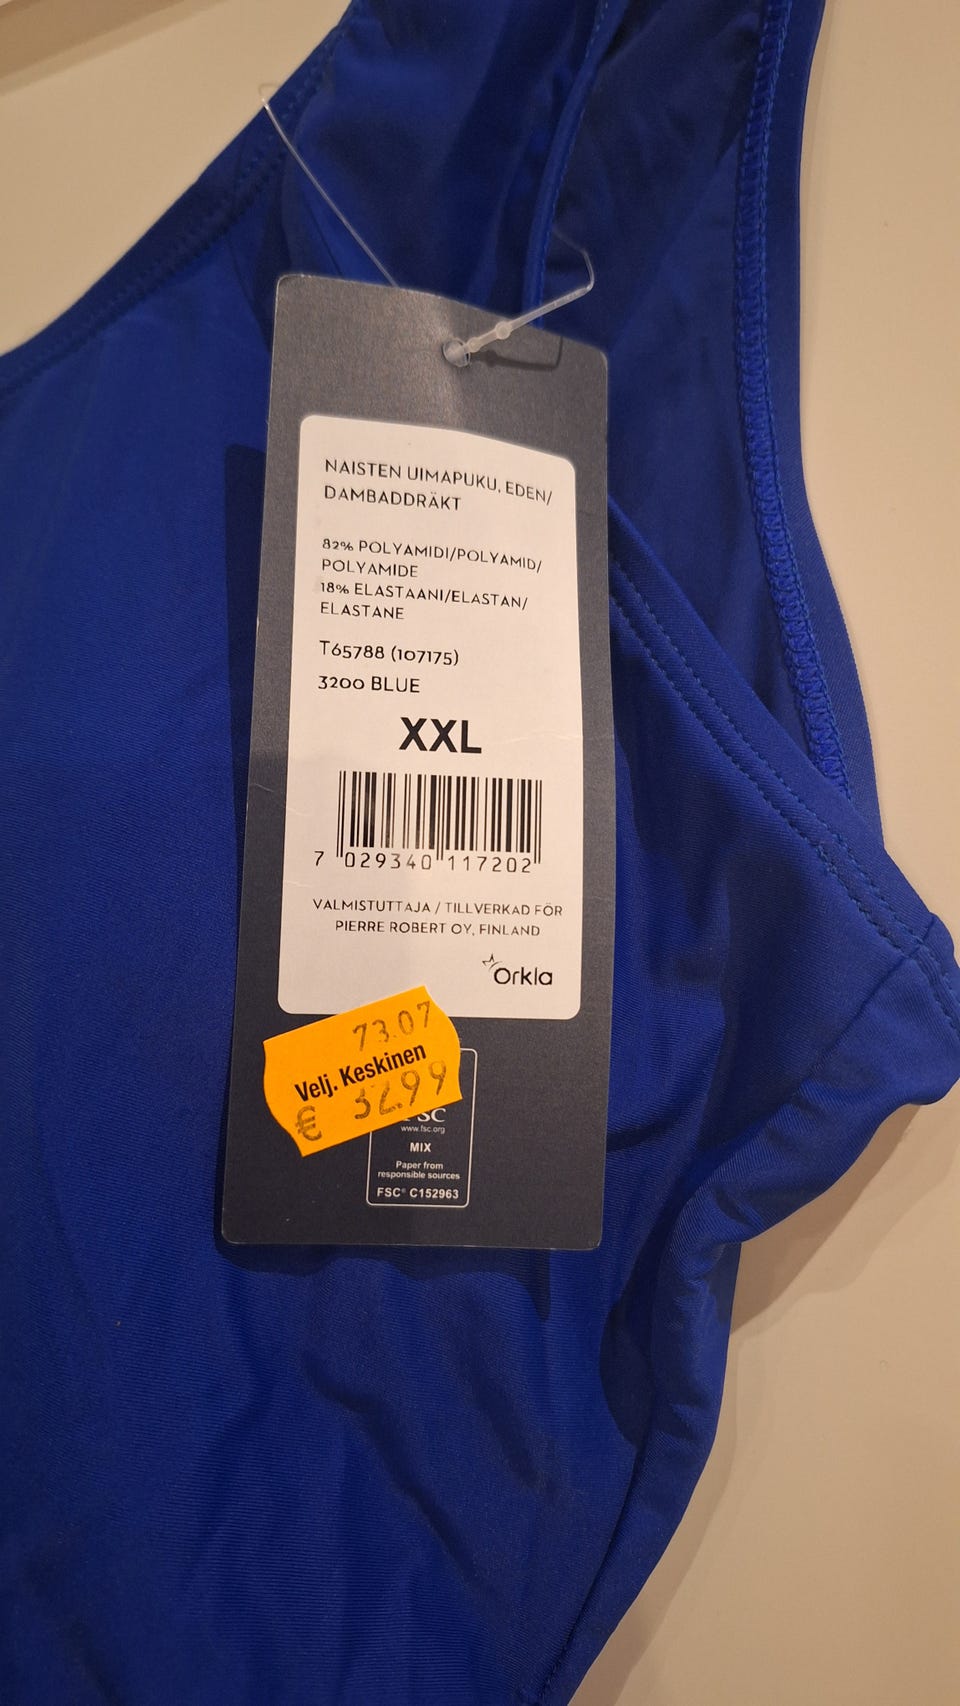 NAISTEN UIMAPUKU, EDEN/
DAMBADDRÄKT
82% POLYAMIDI/POLYAMID/
POLYAMIDE
18% ELASTAANI/ELASTAN/
ELASTANE
T65788 (107175)
3200 BLUE
XXL
7 029340 117202
VALMISTUTTAJA / TILLVERKAD FÖR
PIERRE ROBERT OY, FINLAND
Orkla
73.07
Velj. Keskinen
€ 32.99
FSC
www.fsc.org
MIX
Paper from
responsible sources
FSC® C152963